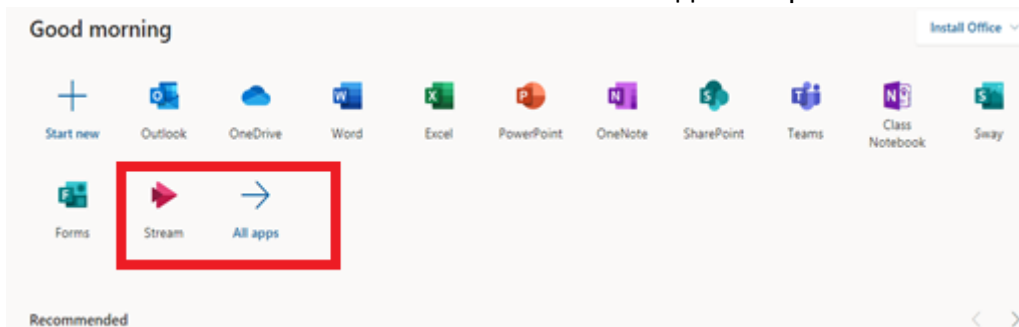 Good morning
Install Office
Start new
Outlook
OneDrive
Word
Excel
PowerPoint
OneNote
SharePoint
Teams
Class
Notebook
Sway
Forms
Stream
All apps
Recommended